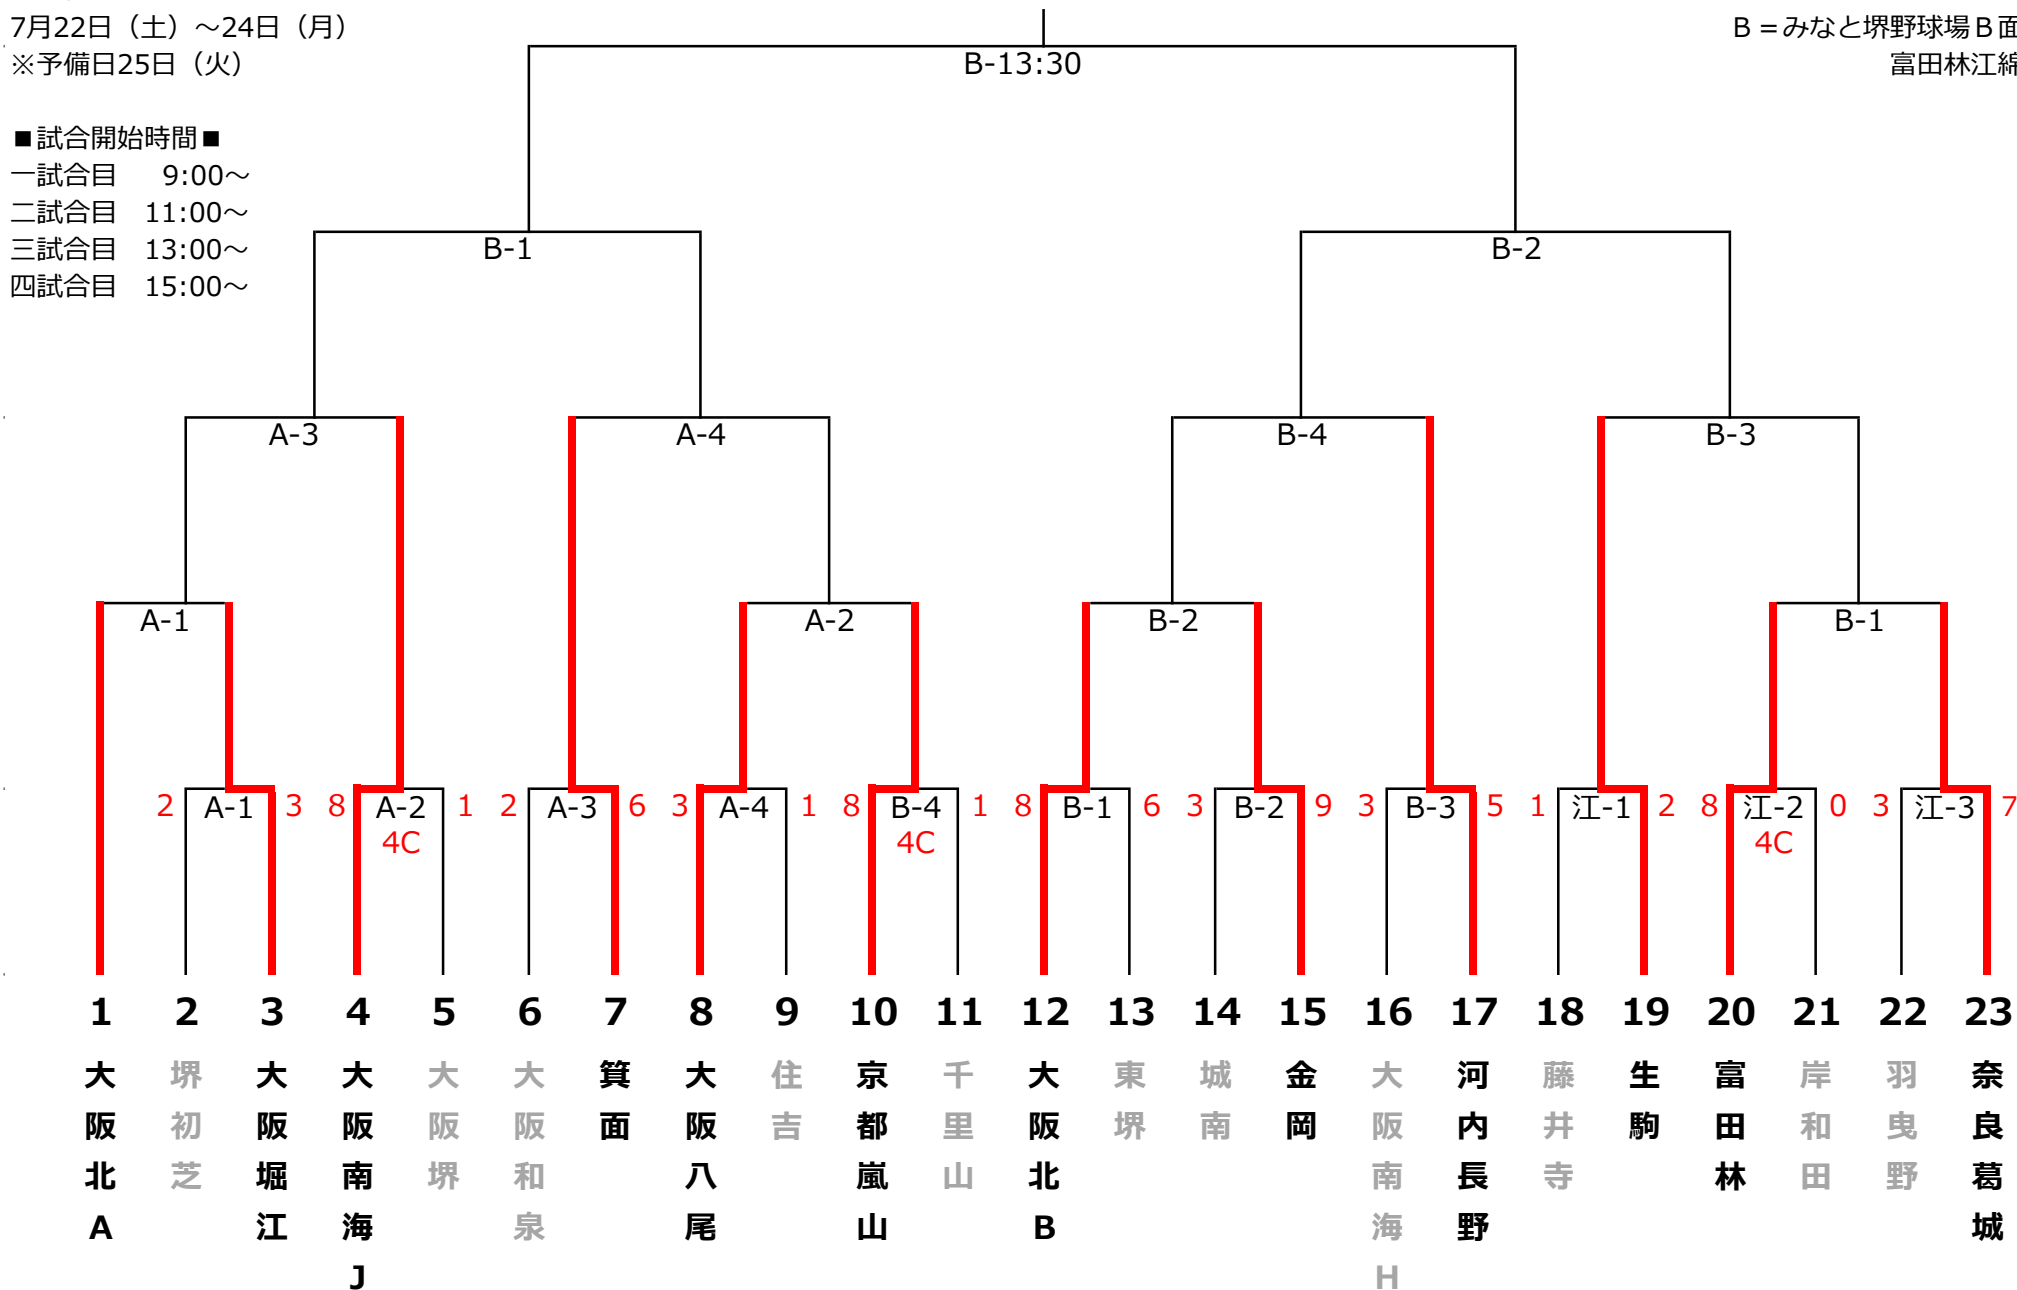 7月22日（土）～24日（月）
※予備日25日（火）
B＝みなと堺野球場Ｂ面
富田林江綿
■試合開始時間■
一試合目　9:00～
二試合目　11:00～
三試合目　13:00～
四試合目　15:00～
B-13:30
B-1
B-2
A-3
A-4
B-4
B-3
A-1
A-2
B-2
B-1
2 A-1 3 8 A-2 1 2 A-3 6 3 A-4 1 8 B-4 1 8 B-1 6 3 B-2 9 3 B-3 5 1 江-1 2 8 江-2 0 3 江-3 7
4C 4C 4C
1 2 3 4 5 6 7 8 9 10 11 12 13 14 15 16 17 18 19 20 21 22 23
大阪北A
堺初芝
大阪堀江
大阪南海J
大阪堺
大阪和泉
箕面
大阪八尾
住吉
京都嵐山
千里山
大阪北B
東堺
城南
金岡
大阪南海H
河内長野
藤井寺
生駒
富田林
岸和田
羽曳野
奈良葛城